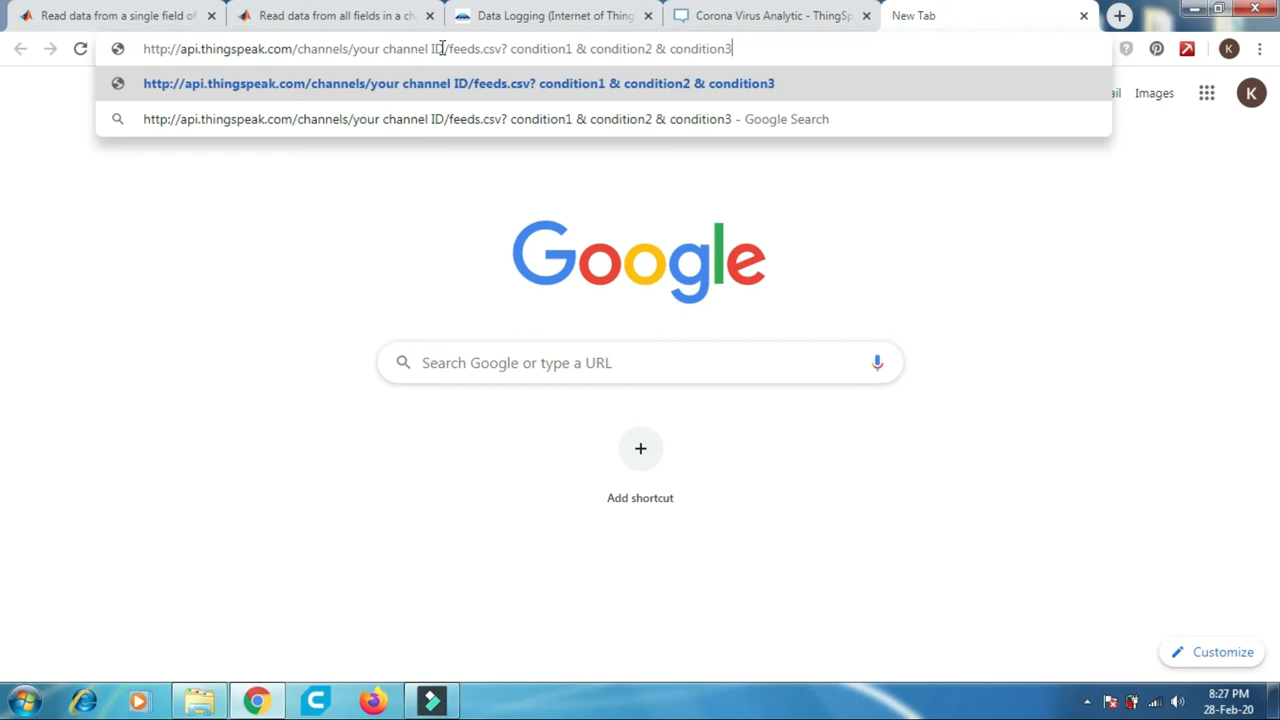 Read data from a single field of
Read data from all fields in a ch
Data Logging (Internet of Thing
Corona Virus Analytic - ThingSp
New Tab
http://api.thingspeak.com/channels/your channel ID/feeds.csv? condition1 & condition2 & condition3
K
http://api.thingspeak.com/channels/your channel ID/feeds.csv? condition1 & condition2 & condition3
http://api.thingspeak.com/channels/your channel ID/feeds.csv? condition1 & condition2 & condition3 - Google Search
ail
Images
K
Google
Search Google or type a URL
Add shortcut
Customize
8:27 PM
28-Feb-20